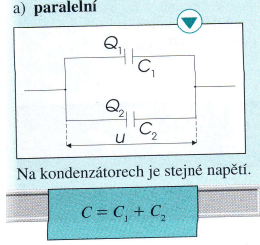 a) paralelní
Q₁
C₁
Q₂
u C₂
Na kondenzátorech je stejné napětí.
C = C₁ + C₂